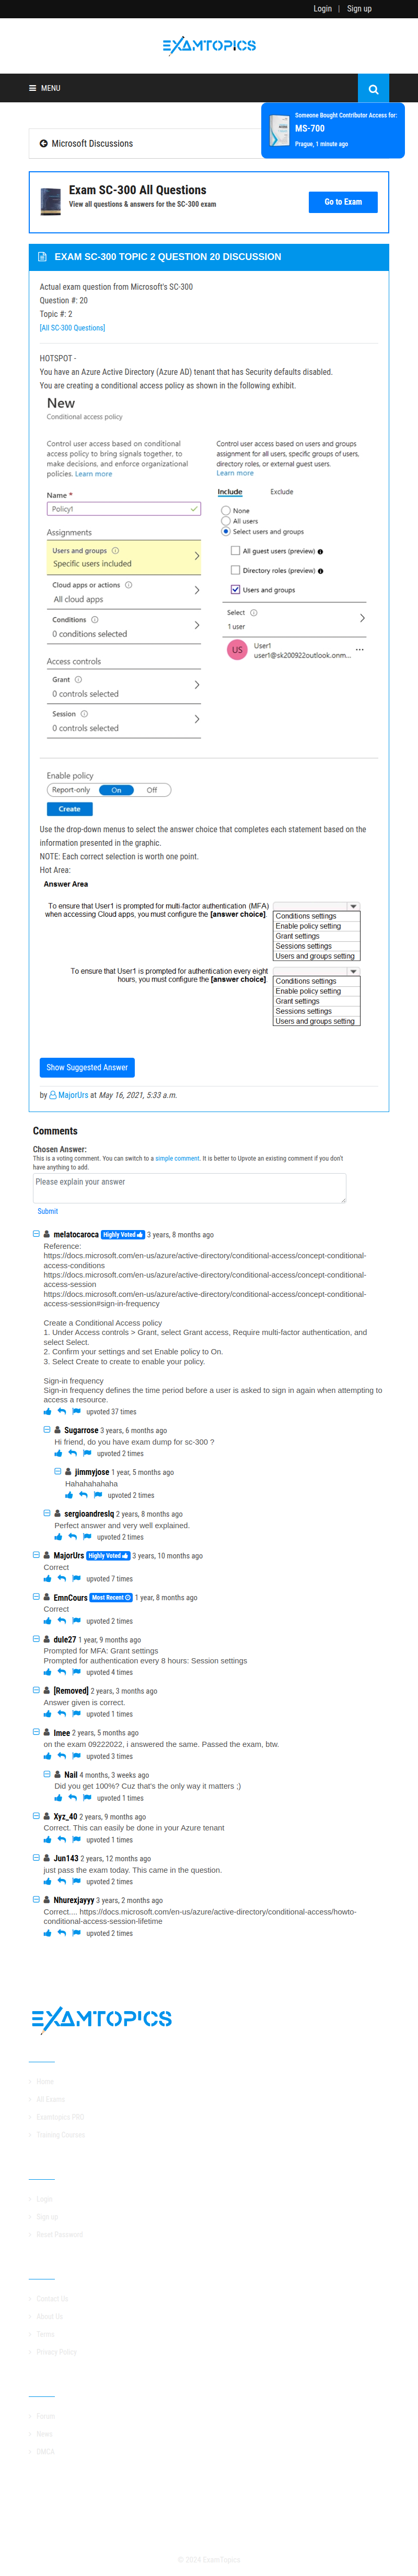 Login | Sign up
EXAMTOPICS
MENU
Someone Bought Contributor Access for:
MS-700
Prague, 1 minute ago
Microsoft Discussions
Exam SC-300 All Questions
View all questions & answers for the SC-300 exam
Go to Exam
EXAM SC-300 TOPIC 2 QUESTION 20 DISCUSSION
Actual exam question from Microsoft's SC-300
Question #: 20
Topic #: 2
[All SC-300 Questions]
HOTSPOT -
You have an Azure Active Directory (Azure AD) tenant that has Security defaults disabled.
You are creating a conditional access policy as shown in the following exhibit.
New
Conditional access policy
Control user access based on conditional
access policy to bring signals together, to
make decisions, and enforce organizational
policies. Learn more
Name *
Policy1
Assignments
Users and groups
Specific users included
Cloud apps or actions
All cloud apps
Conditions
0 conditions selected
Access controls
Grant
0 controls selected
Session
0 controls selected
Control user access based on users and groups
assignment for all users, specific groups of users,
directory roles, or external guest users.
Learn more
Include Exclude
None
All users
Select users and groups
All guest users (preview)
Directory roles (preview)
Users and groups
Select
1 user
US
User1
user1@sk200922outlook.onm...
Enable policy
Report-only On Off
Create
Use the drop-down menus to select the answer choice that completes each statement based on the
information presented in the graphic.
NOTE: Each correct selection is worth one point.
Hot Area:
Answer Area
To ensure that User1 is prompted for multi-factor authentication (MFA)
when accessing Cloud apps, you must configure the [answer choice].
Conditions settings
Enable policy setting
Grant settings
Sessions settings
Users and groups setting
To ensure that User1 is prompted for authentication every eight
hours, you must configure the [answer choice].
Conditions settings
Enable policy setting
Grant settings
Sessions settings
Users and groups setting
Show Suggested Answer
by MajorUrs at May 16, 2021, 5:33 a.m.
Comments
Chosen Answer:
This is a voting comment. You can switch to a simple comment. It is better to Upvote an existing comment if you don't
have anything to add.
Please explain your answer
Submit
melatocaroca Highly Voted 3 years, 8 months ago
Reference:
https://docs.microsoft.com/en-us/azure/active-directory/conditional-access/concept-conditional-
access-conditions
https://docs.microsoft.com/en-us/azure/active-directory/conditional-access/concept-conditional-
access-session
https://docs.microsoft.com/en-us/azure/active-directory/conditional-access/concept-conditional-
access-session#sign-in-frequency
Create a Conditional Access policy
1. Under Access controls > Grant, select Grant access, Require multi-factor authentication, and
select Select.
2. Confirm your settings and set Enable policy to On.
3. Select Create to create to enable your policy.
Sign-in frequency
Sign-in frequency defines the time period before a user is asked to sign in again when attempting to
access a resource.
upvoted 37 times
Sugarrose 3 years, 6 months ago
Hi friend, do you have exam dump for sc-300 ?
upvoted 2 times
jimmyjose 1 year, 5 months ago
Hahahahahaha
upvoted 2 times
sergioandreslq 2 years, 8 months ago
Perfect answer and very well explained.
upvoted 2 times
MajorUrs Highly Voted 3 years, 10 months ago
Correct
upvoted 7 times
EmnCours Most Recent 1 year, 8 months ago
Correct
upvoted 2 times
dule27 1 year, 9 months ago
Prompted for MFA: Grant settings
Prompted for authentication every 8 hours: Session settings
upvoted 4 times
[Removed] 2 years, 3 months ago
Answer given is correct.
upvoted 1 times
Imee 2 years, 5 months ago
on the exam 09222022, i answered the same. Passed the exam, btw.
upvoted 3 times
Nail 4 months, 3 weeks ago
Did you get 100%? Cuz that's the only way it matters ;)
upvoted 1 times
Xyz_40 2 years, 9 months ago
Correct. This can easily be done in your Azure tenant
upvoted 1 times
Jun143 2 years, 12 months ago
just pass the exam today. This came in the question.
upvoted 2 times
Nhurexjayyy 3 years, 2 months ago
Correct.... https://docs.microsoft.com/en-us/azure/active-directory/conditional-access/howto-
conditional-access-session-lifetime
upvoted 2 times
EXAMTOPICS
Home
All Exams
Examtopics PRO
Training Courses
Login
Sign up
Reset Password
Contact Us
About Us
Terms
Privacy Policy
Forum
News
DMCA
© 2024 ExamTopics